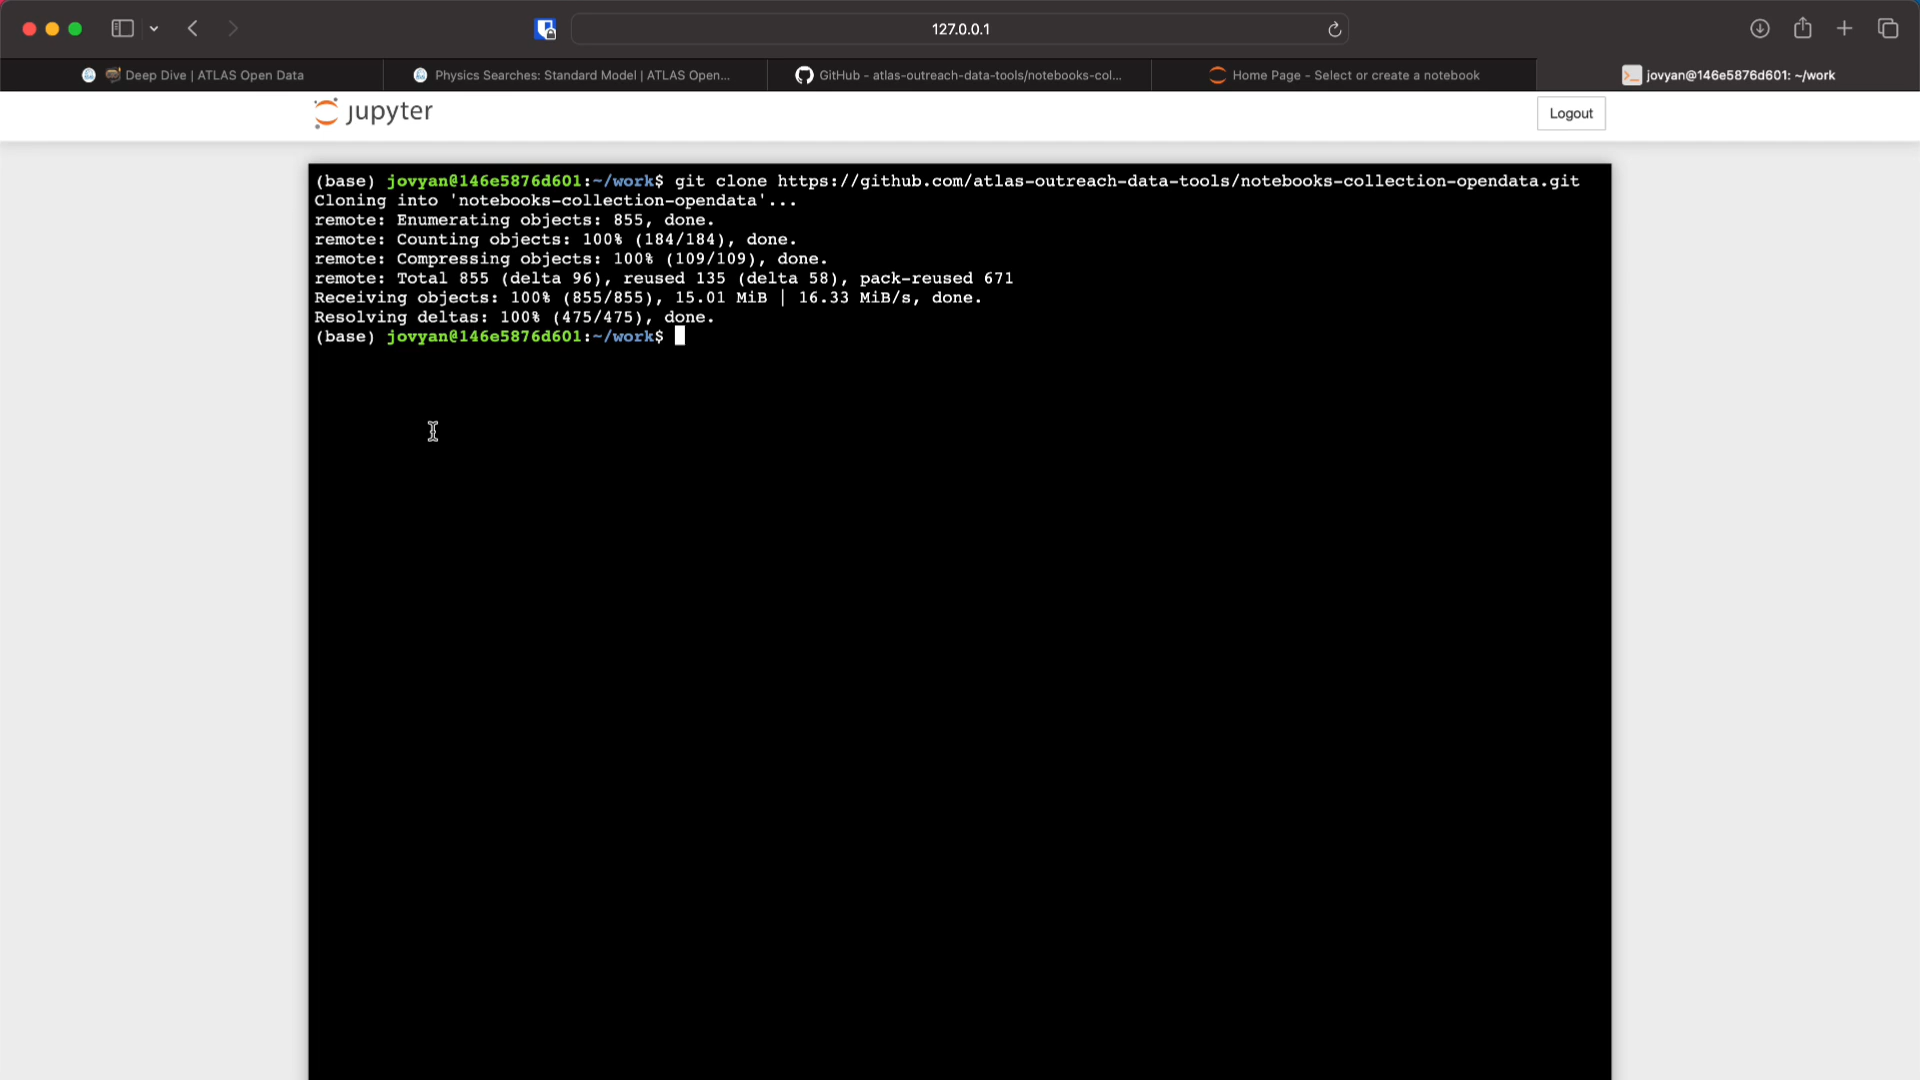 127.0.0.1
Deep Dive | ATLAS Open Data
Physics Searches: Standard Model | ATLAS Open...
GitHub - atlas-outreach-data-tools/notebooks-col...
Home Page - Select or create a notebook
jovyan@146e5876d601: ~/work
jupyter
Logout
(base) jovyan@146e5876d601:~/work$ git clone https://github.com/atlas-outreach-data-tools/notebooks-collection-opendata.git
Cloning into 'notebooks-collection-opendata'...
remote: Enumerating objects: 855, done.
remote: Counting objects: 100% (184/184), done.
remote: Compressing objects: 100% (109/109), done.
remote: Total 855 (delta 96), reused 135 (delta 58), pack-reused 671
Receiving objects: 100% (855/855), 15.01 MiB | 16.33 MiB/s, done.
Resolving deltas: 100% (475/475), done.
(base) jovyan@146e5876d601:~/work$